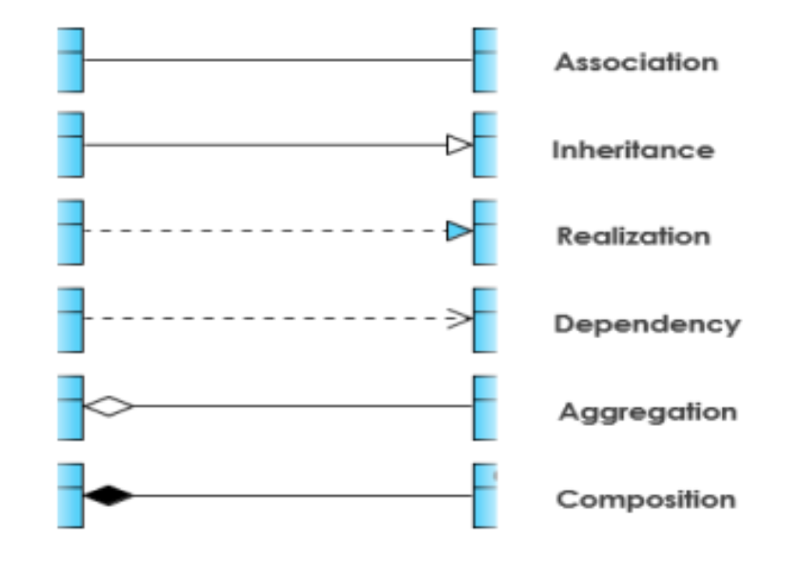 Association
Inheritance
Realization
Dependency
Aggregation
Composition